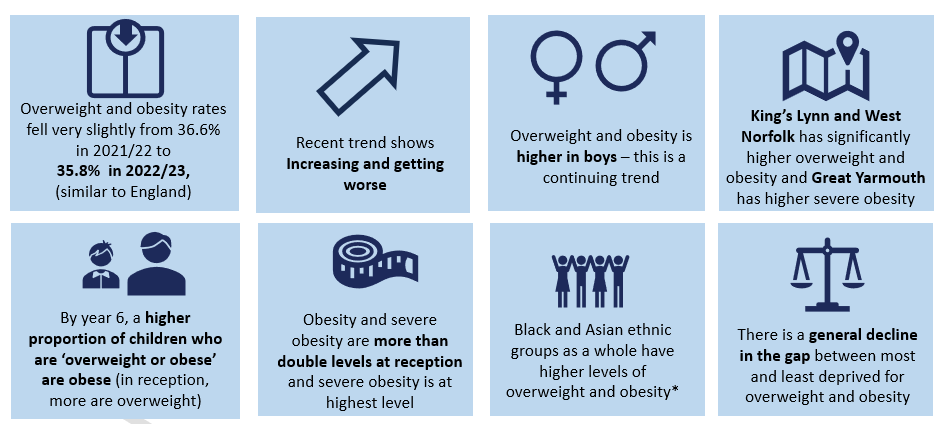 Overweight and obesity rates
fell very slightly from 36.6%
in 2021/22 to
35.8% in 2022/23,
(similar to England)
Recent trend shows
Increasing and getting
worse
Overweight and obesity is
higher in boys – this is a
continuing trend
King's Lynn and West
Norfolk has significantly
higher overweight and
obesity and Great Yarmouth
has higher severe obesity
By year 6, a higher
proportion of children who
are 'overweight or obese'
are obese (in reception,
more are overweight)
Obesity and severe
obesity are more than
double levels at reception
and severe obesity is at
highest level
Black and Asian ethnic
groups as a whole have
higher levels of
overweight and obesity*
There is a general decline
in the gap between most
and least deprived for
overweight and obesity